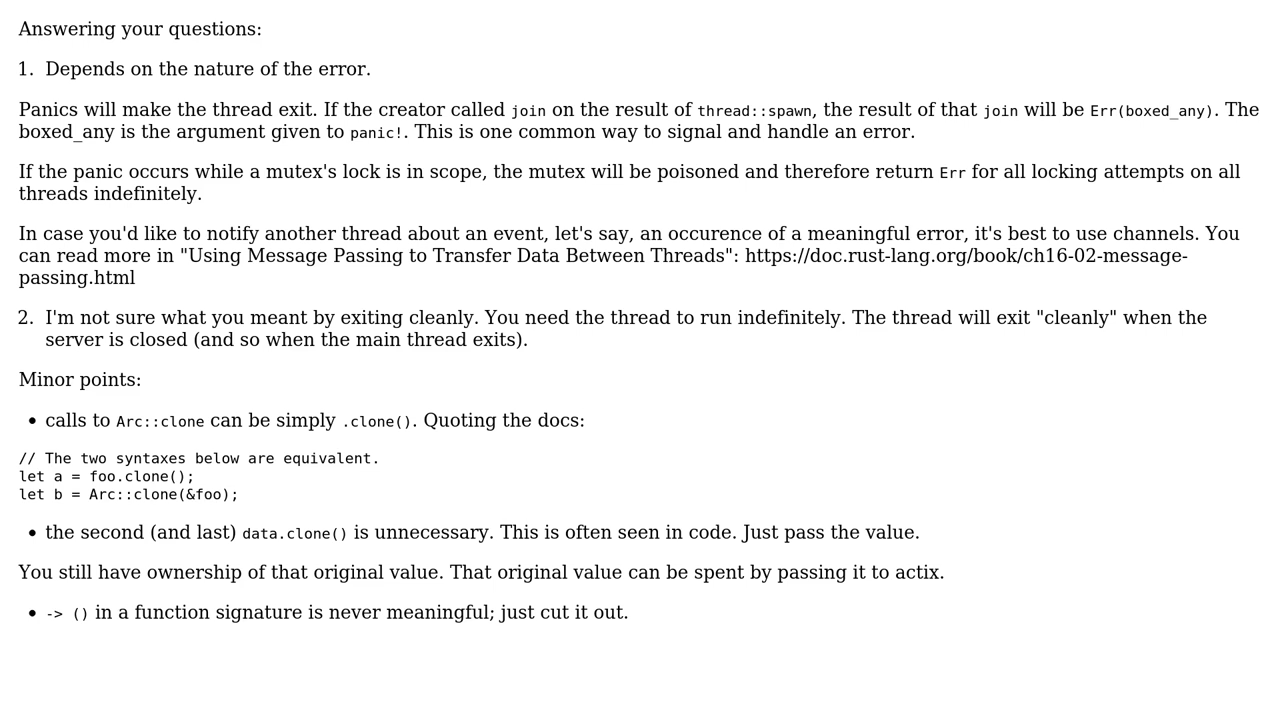 Answering your questions:
1. Depends on the nature of the error.
Panics will make the thread exit. If the creator called join on the result of thread::spawn, the result of that join will be Err(boxed_any). The
boxed_any is the argument given to panic!. This is one common way to signal and handle an error.
If the panic occurs while a mutex's lock is in scope, the mutex will be poisoned and therefore return Err for all locking attempts on all
threads indefinitely.
In case you'd like to notify another thread about an event, let's say, an occurence of a meaningful error, it's best to use channels. You
can read more in "Using Message Passing to Transfer Data Between Threads": https://doc.rust-lang.org/book/ch16-02-message-
passing.html
2. I'm not sure what you meant by exiting cleanly. You need the thread to run indefinitely. The thread will exit "cleanly" when the
server is closed (and so when the main thread exits).
Minor points:
• calls to Arc::clone can be simply .clone(). Quoting the docs:
// The two syntaxes below are equivalent.
let a = foo.clone();
let b = Arc::clone(&foo);
• the second (and last) data.clone() is unnecessary. This is often seen in code. Just pass the value.
You still have ownership of that original value. That original value can be spent by passing it to actix.
• -> () in a function signature is never meaningful; just cut it out.